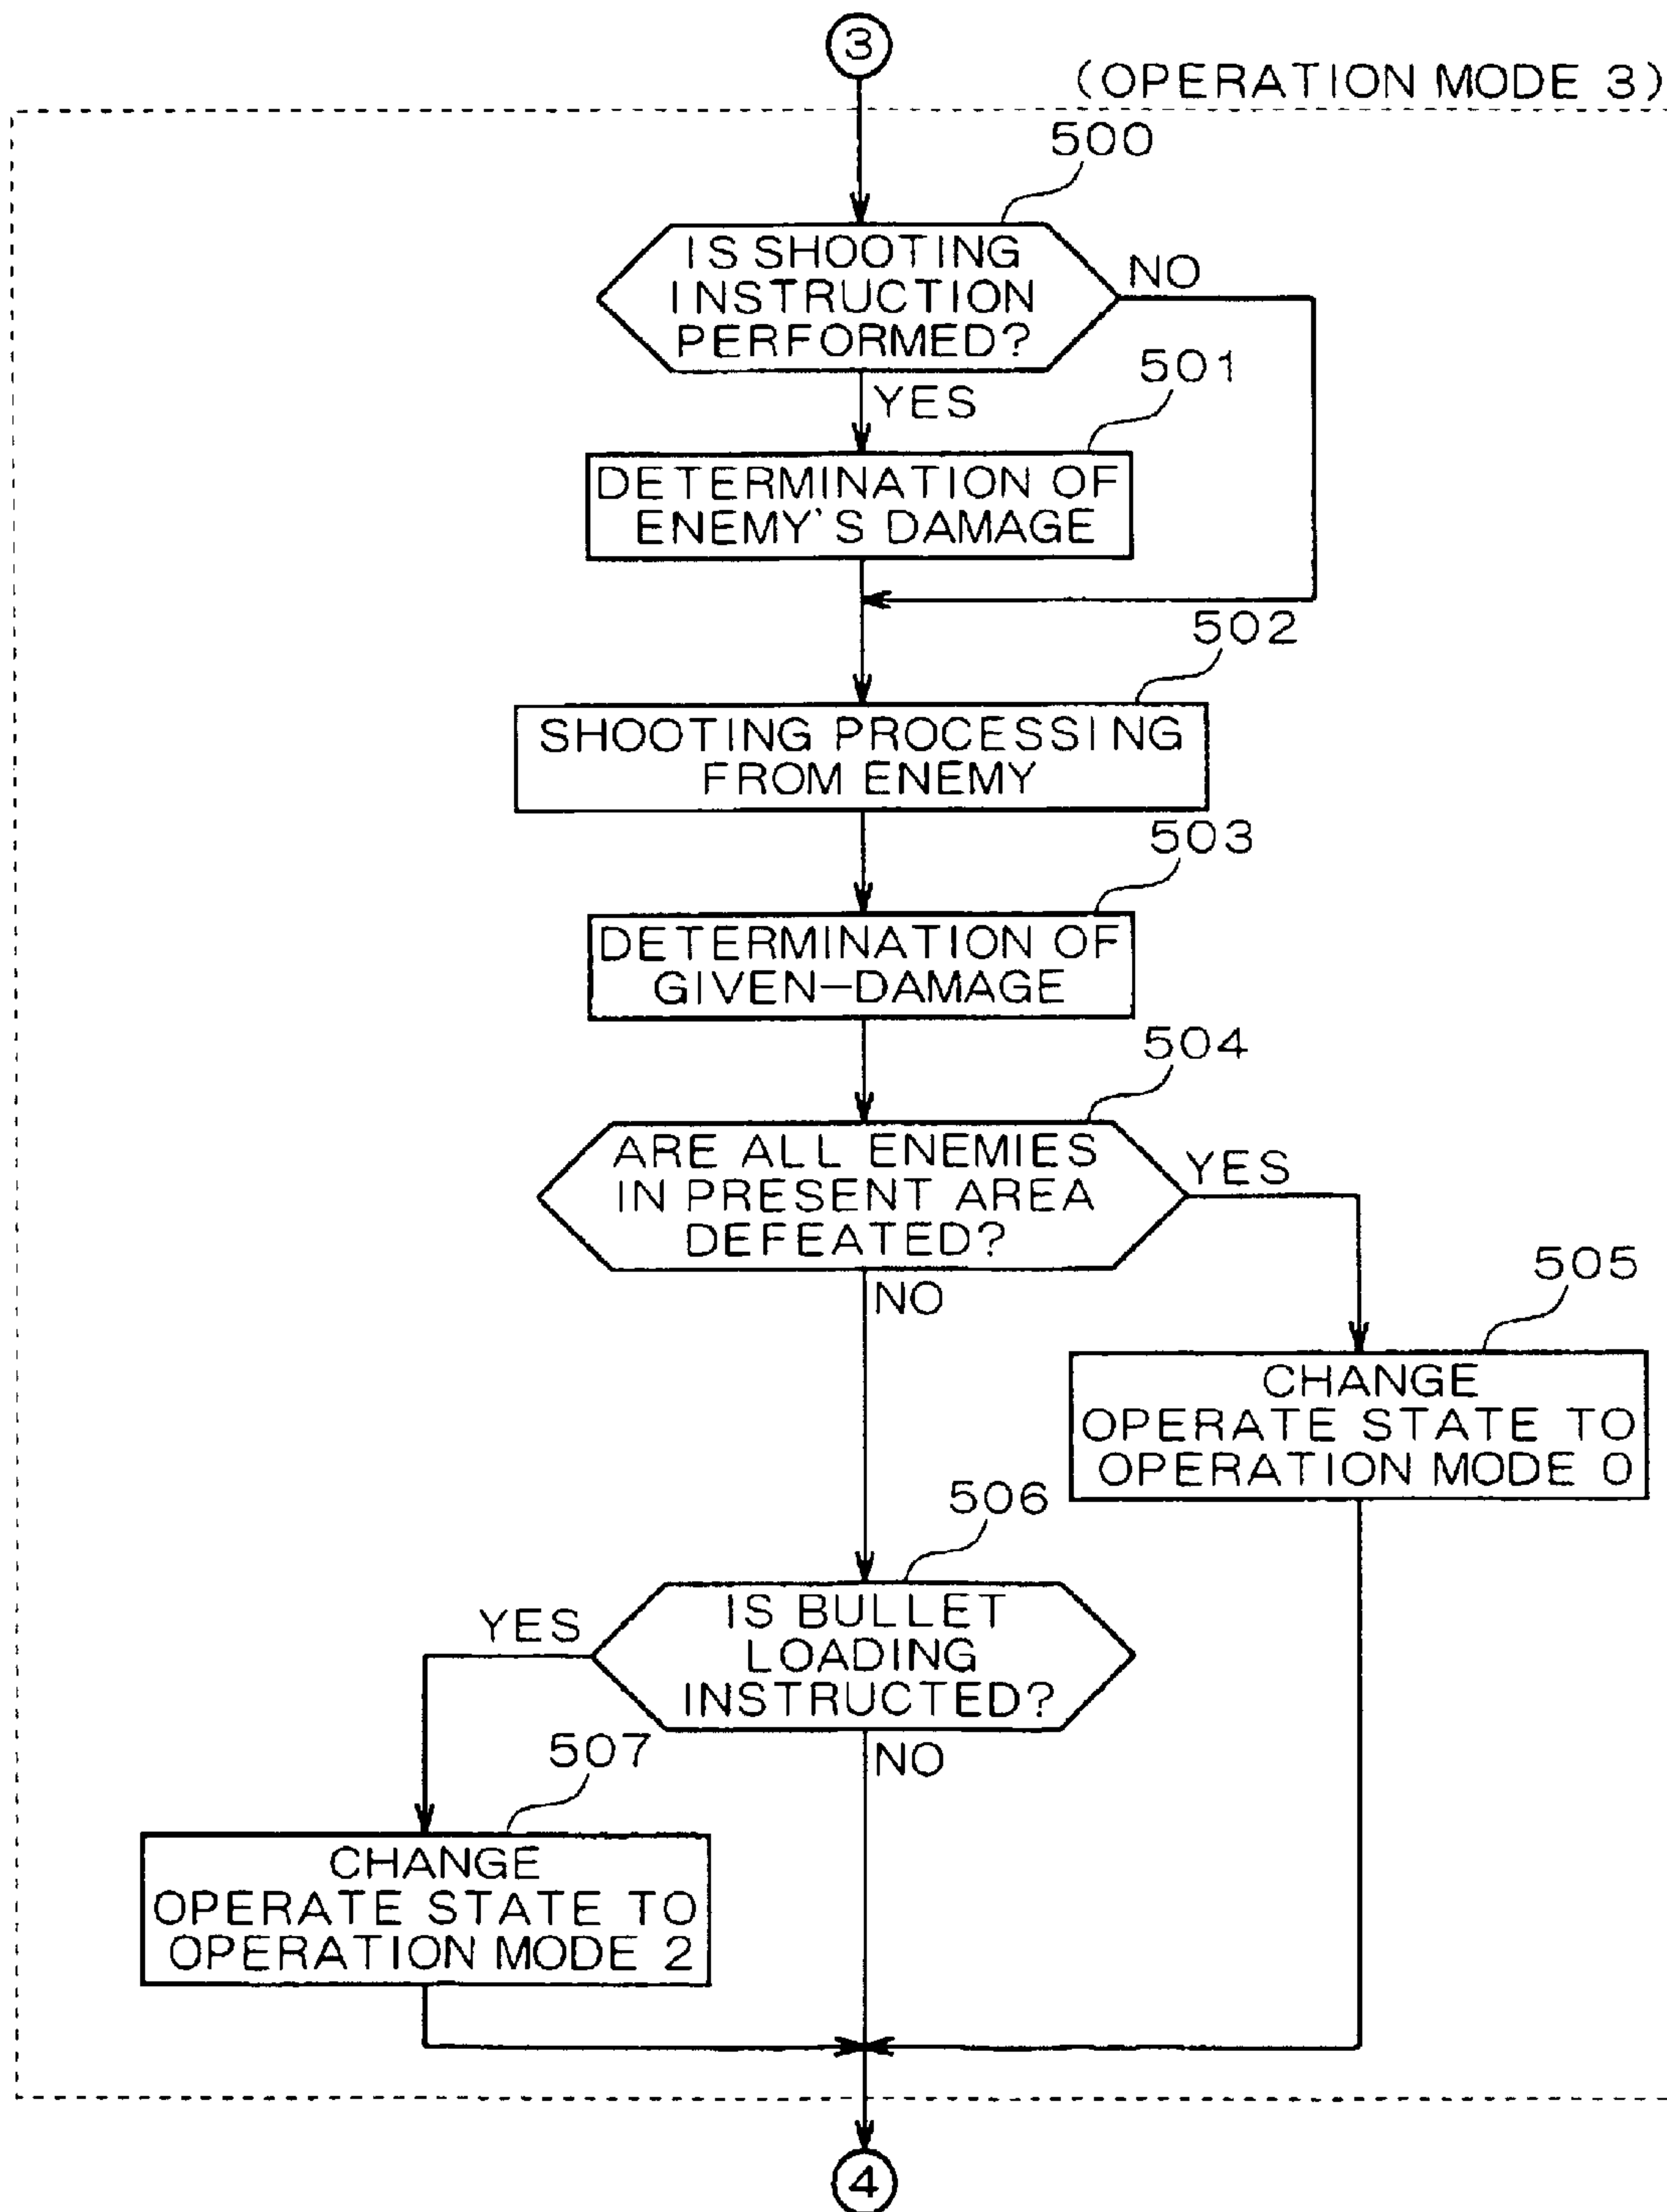 3
(OPERATION MODE 3)
500
IS SHOOTING
INSTRUCTION
PERFORMED?
NO
YES
501
DETERMINATION OF
ENEMY'S DAMAGE
502
SHOOTING PROCESSING
FROM ENEMY
503
DETERMINATION OF
GIVEN-DAMAGE
504
ARE ALL ENEMIES
IN PRESENT AREA
DEFEATED?
YES
NO
505
CHANGE
OPERATE STATE TO
OPERATION MODE 0
506
IS BULLET
LOADING
INSTRUCTED?
YES
NO
507
CHANGE
OPERATE STATE TO
OPERATION MODE 2
4